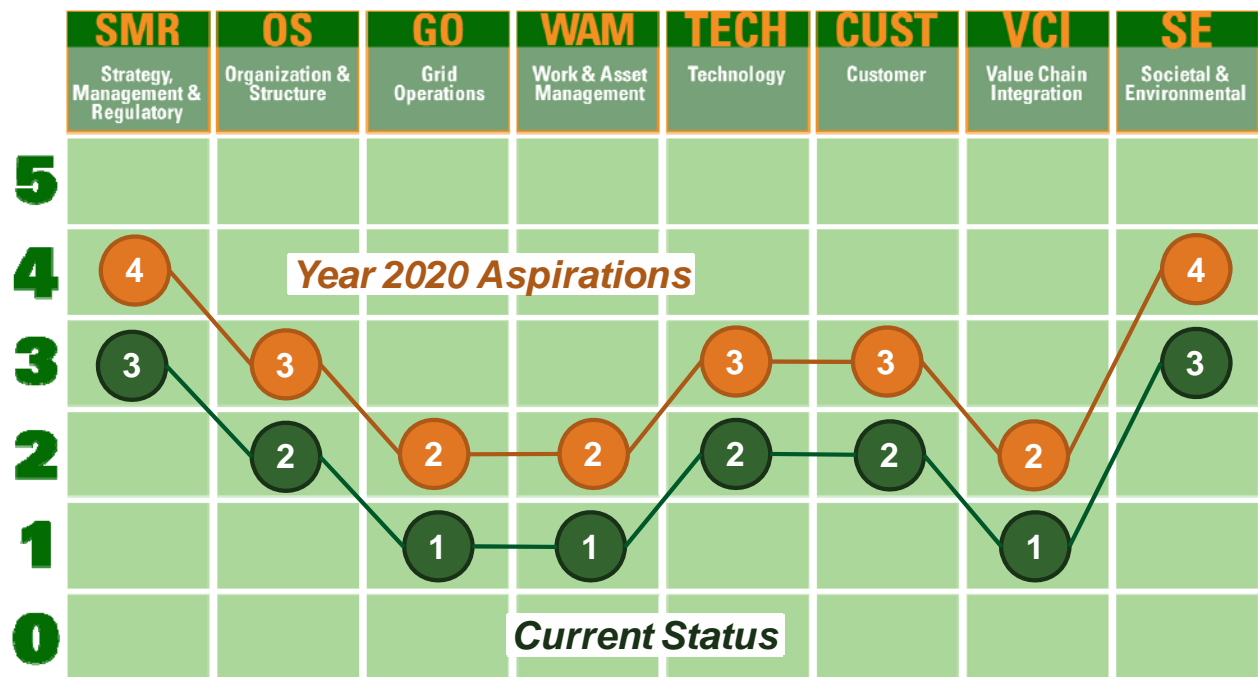 SMR OS GO WAM TECH CUST VCI SE
Strategy,
Management &
Regulatory
Organization &
Structure
Grid
Operations
Work & Asset
Management
Technology
Customer
Value Chain
Integration
Societal &
Environmental
5
4
4 Year 2020 Aspirations 4
3
3 3 3 3 3
2
2 2 2 2 2 2
1
1 1 1
0
Current Status